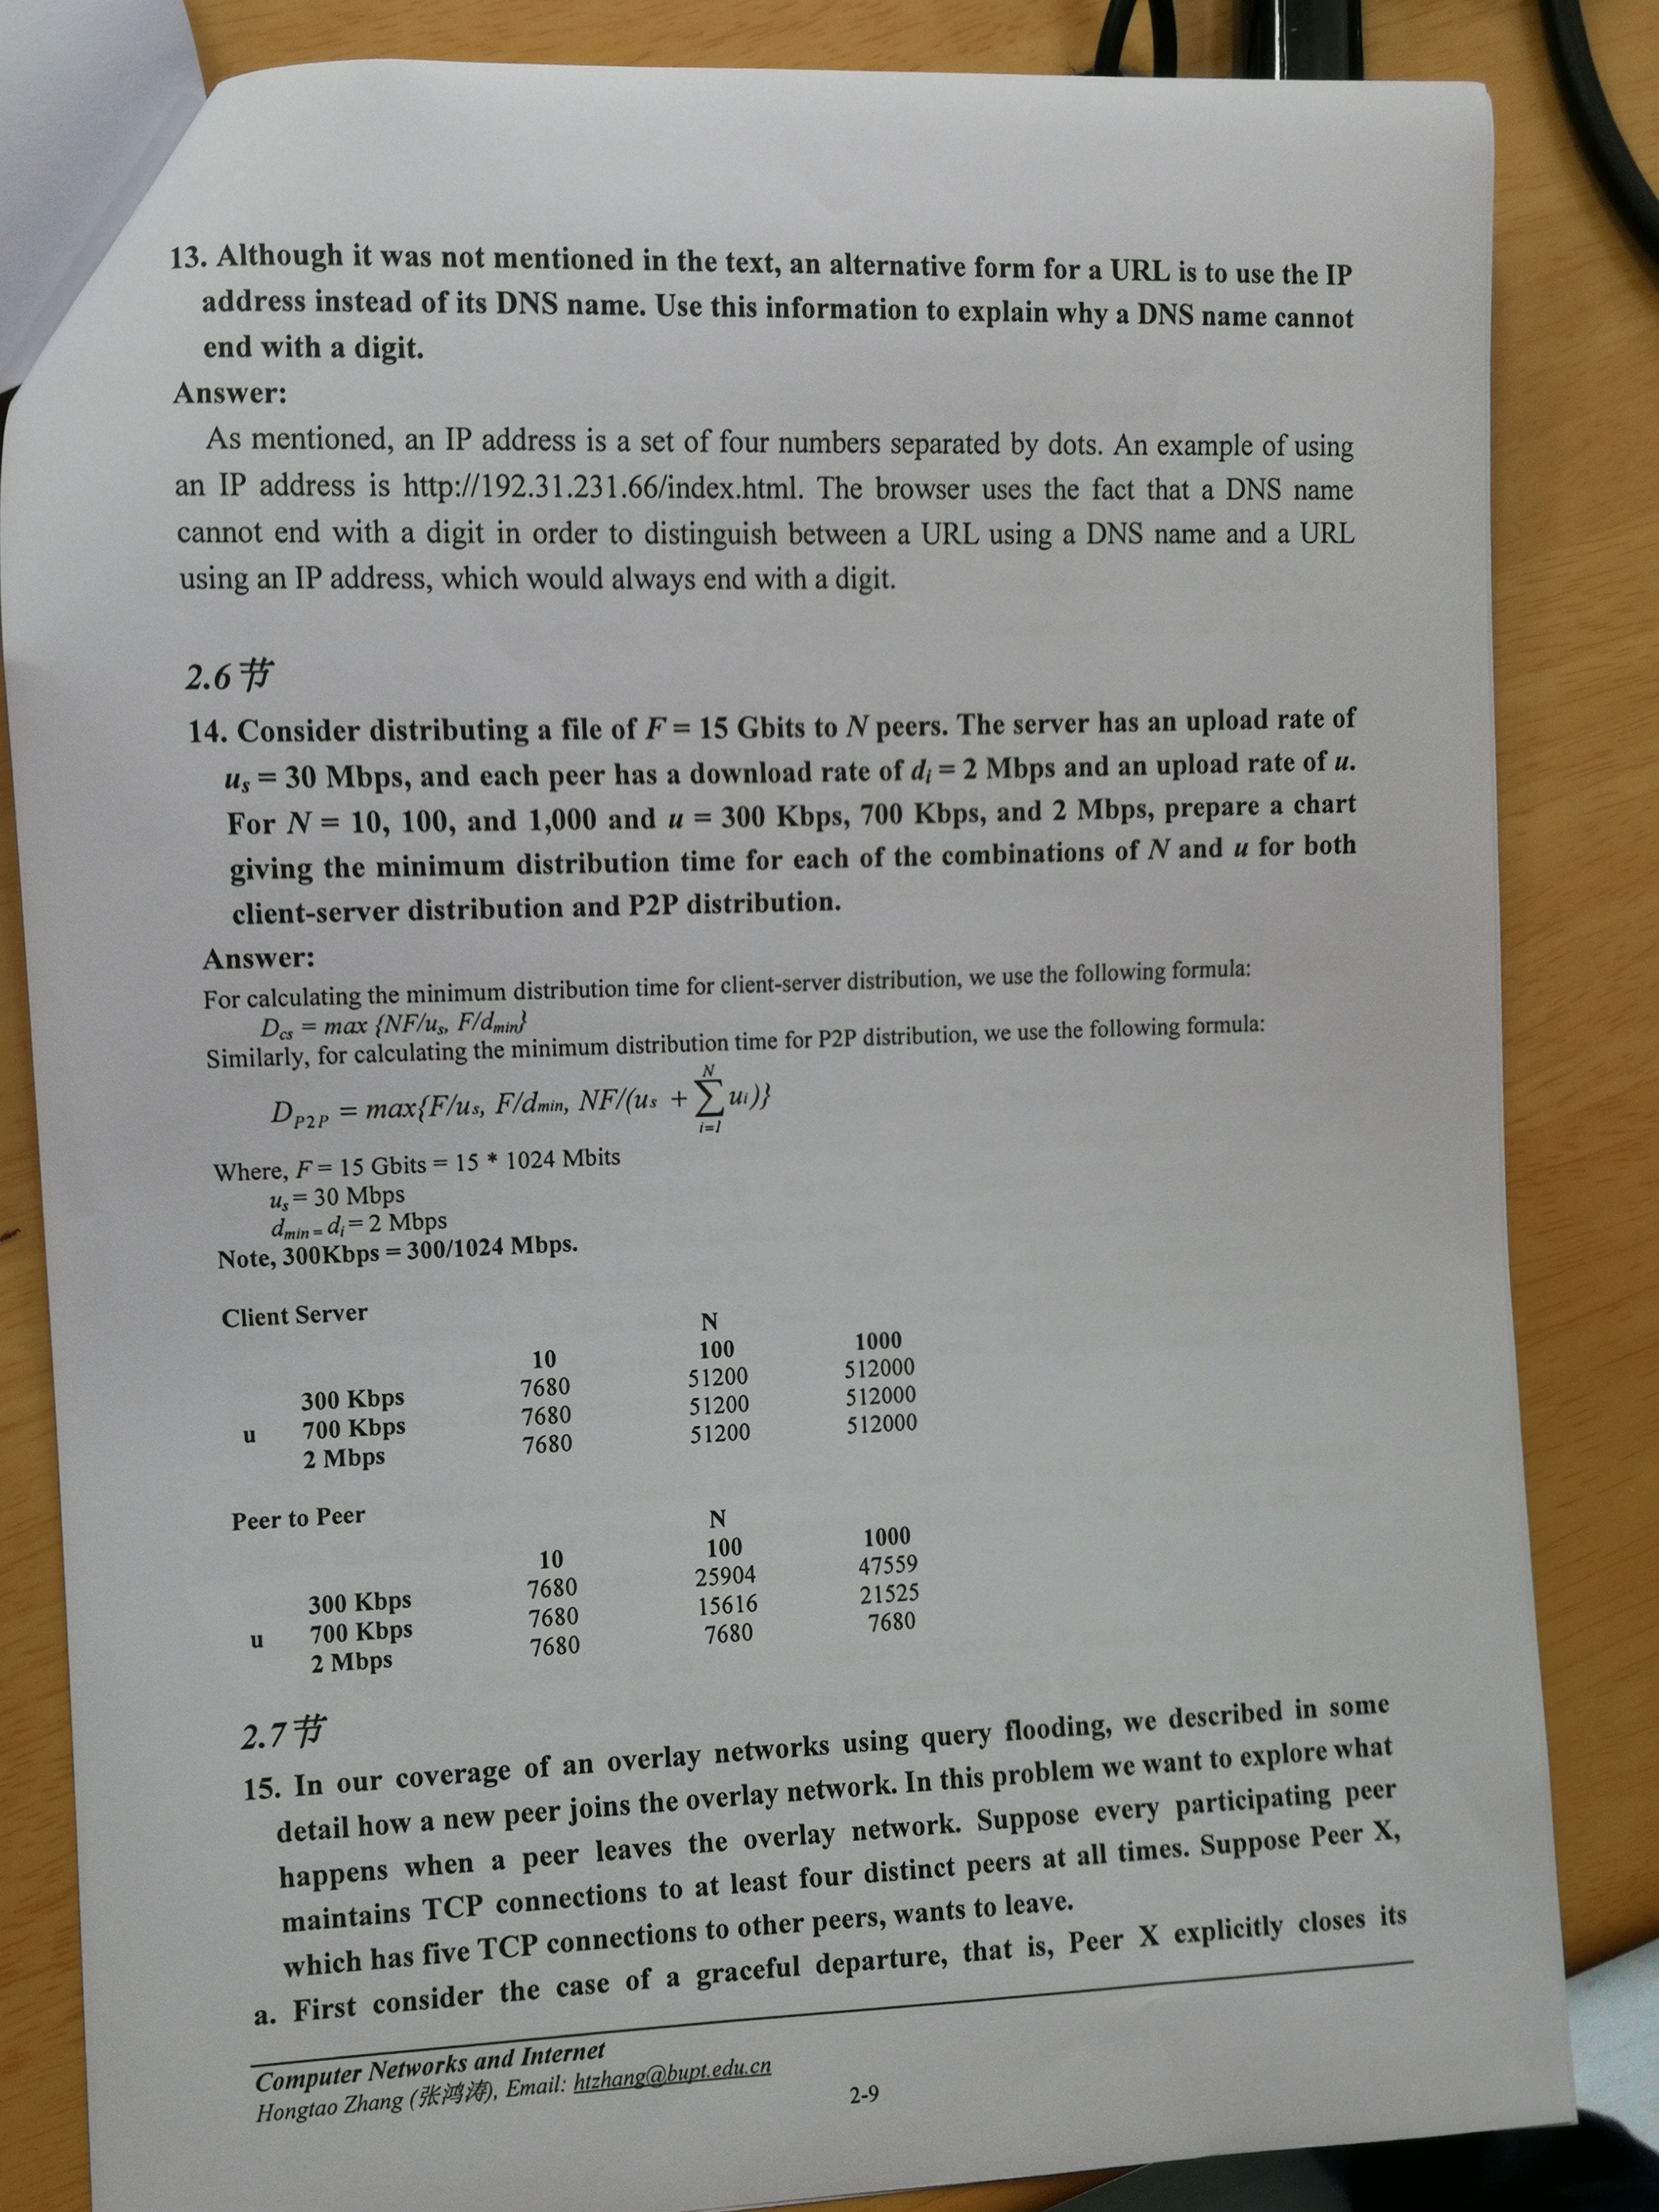 13. Although it was not mentioned in the text, an alternative form for a URL is to use the IP
address instead of its DNS name. Use this information to explain why a DNS name cannot
end with a digit.
Answer:
As mentioned, an IP address is a set of four numbers separated by dots. An example of using
an IP address is http://192.31.231.66/index.html. The browser uses the fact that a DNS name
cannot end with a digit in order to distinguish between a URL using a DNS name and a URL
using an IP address, which would always end with a digit.
2.6节
14. Consider distributing a file of F = 15 Gbits to N peers. The server has an upload rate of
us = 30 Mbps, and each peer has a download rate of di = 2 Mbps and an upload rate of u.
For N = 10, 100, and 1,000 and u = 300 Kbps, 700 Kbps, and 2 Mbps, prepare a chart
giving the minimum distribution time for each of the combinations of N and u for both
client-server distribution and P2P distribution.
Answer:
For calculating the minimum distribution time for client-server distribution, we use the following formula:
Dcs = max {NF/us, F/dmin}
Similarly, for calculating the minimum distribution time for P2P distribution, we use the following formula:
DP2P = max{F/us, F/dmin, NF/(us + ∑ i=1 N ui)}
Where, F = 15 Gbits = 15 * 1024 Mbits
us = 30 Mbps
dmin = di = 2 Mbps
Note, 300Kbps = 300/1024 Mbps.
Client Server
N
10 100 1000
300 Kbps 7680 51200 512000
u 700 Kbps 7680 51200 512000
2 Mbps 7680 51200 512000
Peer to Peer
N
10 100 1000
300 Kbps 7680 25904 47559
u 700 Kbps 7680 15616 21525
2 Mbps 7680 7680 7680
2.7节
15. In our coverage of an overlay networks using query flooding, we described in some
detail how a new peer joins the overlay network. In this problem we want to explore what
happens when a peer leaves the overlay network. Suppose every participating peer
maintains TCP connections to at least four distinct peers at all times. Suppose Peer X,
which has five TCP connections to other peers, wants to leave.
a. First consider the case of a graceful departure, that is, Peer X explicitly closes its
Computer Networks and Internet
Hongtao Zhang (张鸿涛), Email: htzhang@bupt.edu.cn
2-9